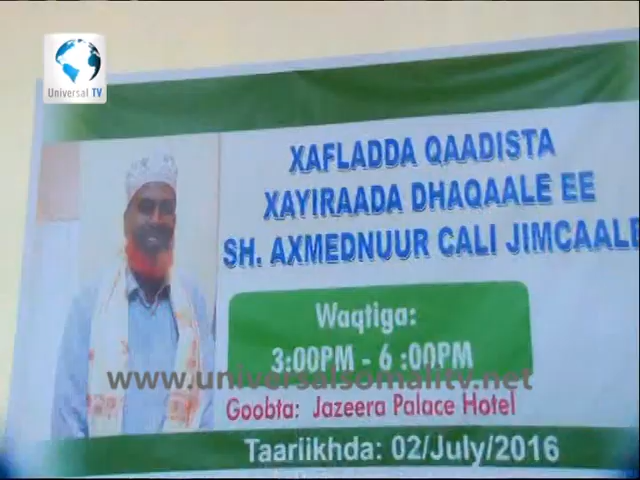 Universal TV
XAFLADDA QAADISTA
XAYIRAADA DHAQAALE EE
SH. AXMEDNUUR CALI JIMCAALE
Waqtiga:
3:00PM - 6 :00PM
www.universalsomalitv.net
Goobta: Jazeera Palace Hotel
Taariikhda: 02/July/2016